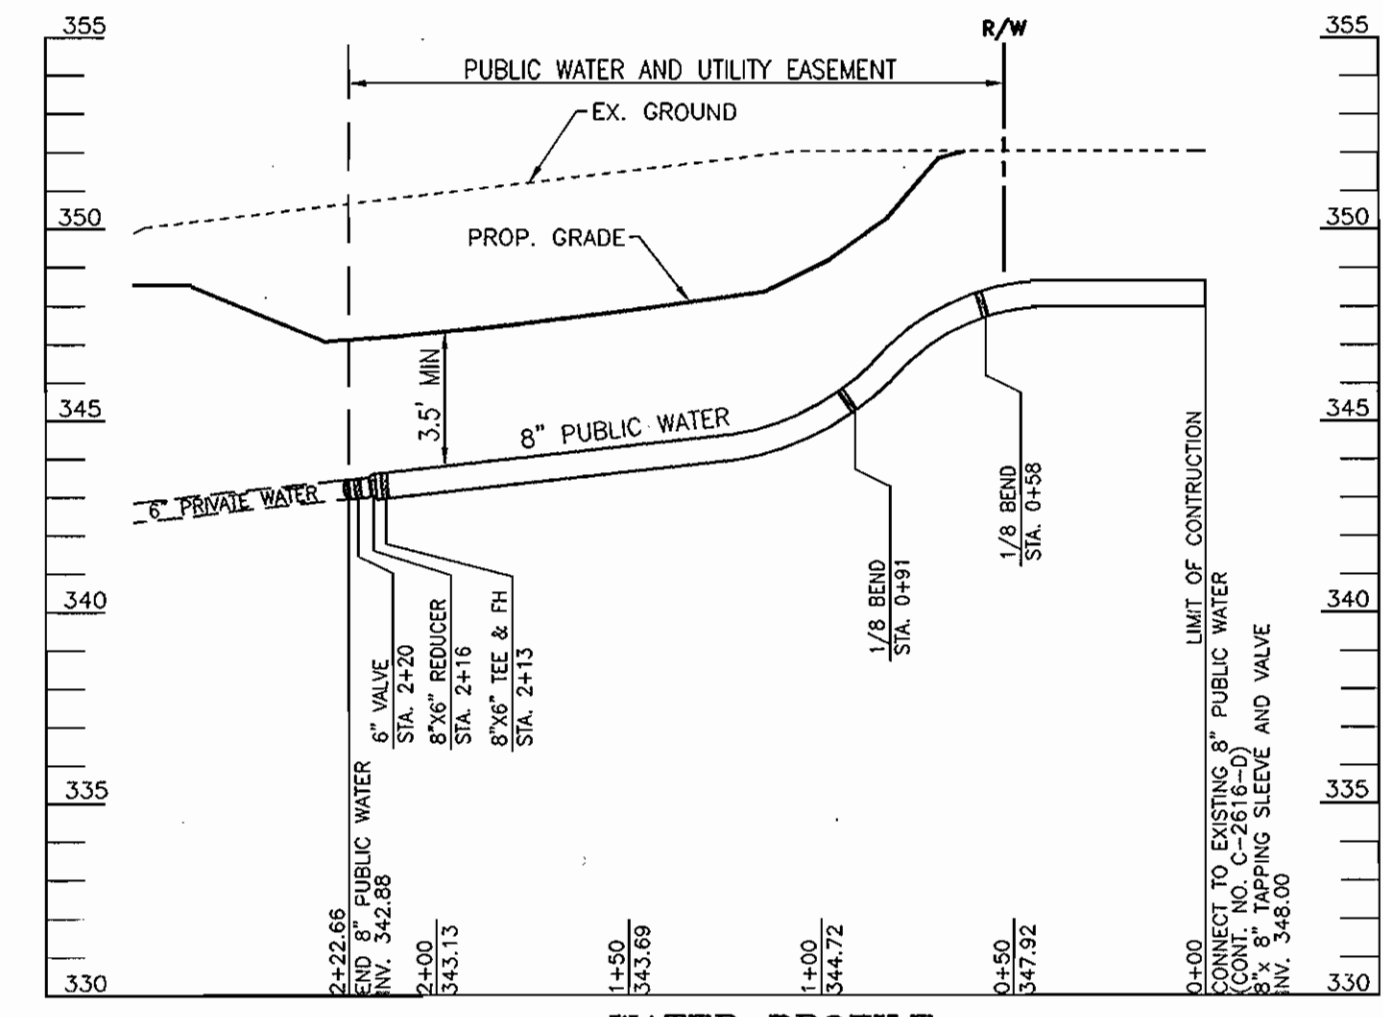 355
R/W
355
PUBLIC WATER AND UTILITY EASEMENT
EX. GROUND
350
350
PROP. GRADE
3.5' MIN
345
345
8" PUBLIC WATER
6" PRIVATE WATER
340
340
335
335
330
330
6" VALVE
STA. 2+20
8"X6" REDUCER
STA. 2+16
8"X6" TEE & FH
STA. 2+13
1/8 BEND
STA. 0+91
1/8 BEND
STA. 0+58
LIMIT OF CONTRUCTION
2+22.66
END 8" PUBLIC WATER
INV. 342.88
2+00
343.13
1+50
343.69
1+00
344.72
0+50
347.92
0+00
CONNECT TO EXISTING 8" PUBLIC WATER
(CONT. NO. C-2616-D)
8"x 8" TAPPING SLEEVE AND VALVE
INV. 348.00